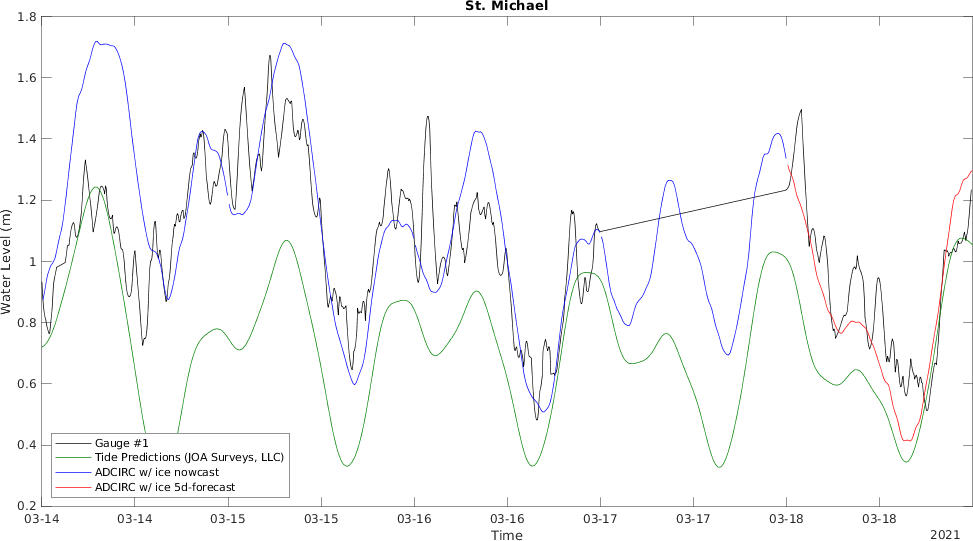 St. Michael
1.8
1.6
1.4
1.2
1
0.8
0.6
0.4
0.2
Water Level (m)
Gauge #1
Tide Predictions (JOA Surveys, LLC)
ADCIRC w/ ice nowcast
ADCIRC w/ ice 5d-forecast
03-14 03-14 03-15 03-15 03-16 03-16 03-17 03-17 03-18 03-18
Time
2021